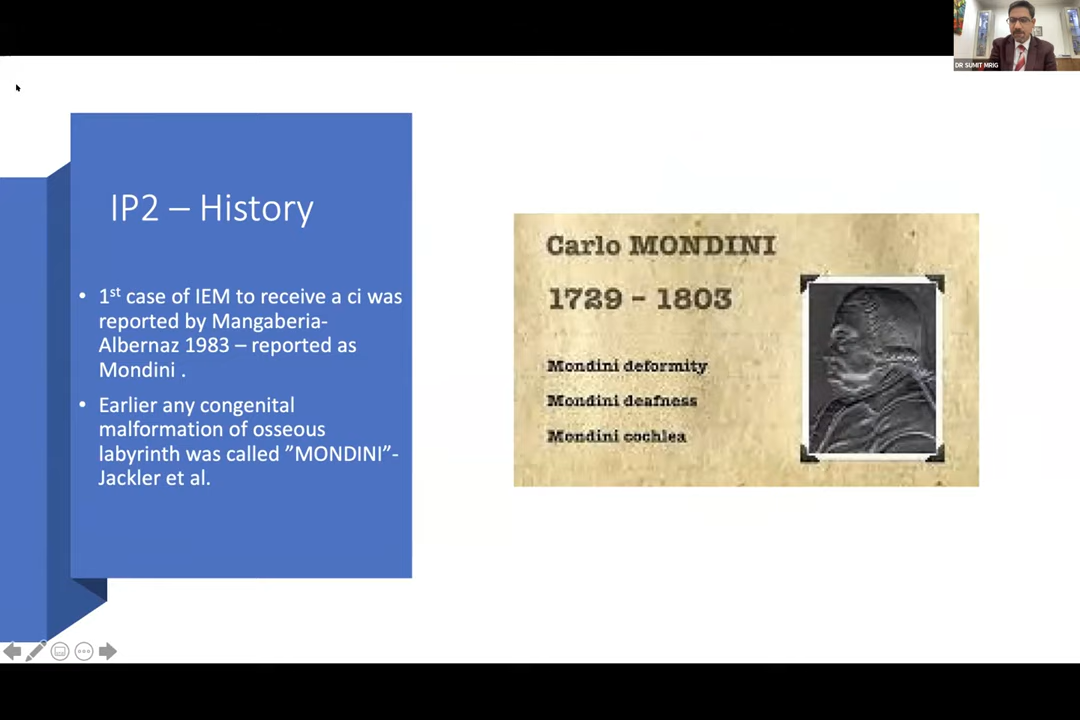 DR SUMIT MRIG
IP2 – History
• 1st case of IEM to receive a ci was
reported by Mangaberia-
Albernaz 1983 – reported as
Mondini .
• Earlier any congenital
malformation of osseous
labyrinth was called ”MONDINI”-
Jackler et al.
Carlo MONDINI
1729 – 1803
Mondini deformity
Mondini deafness
Mondini cochlea